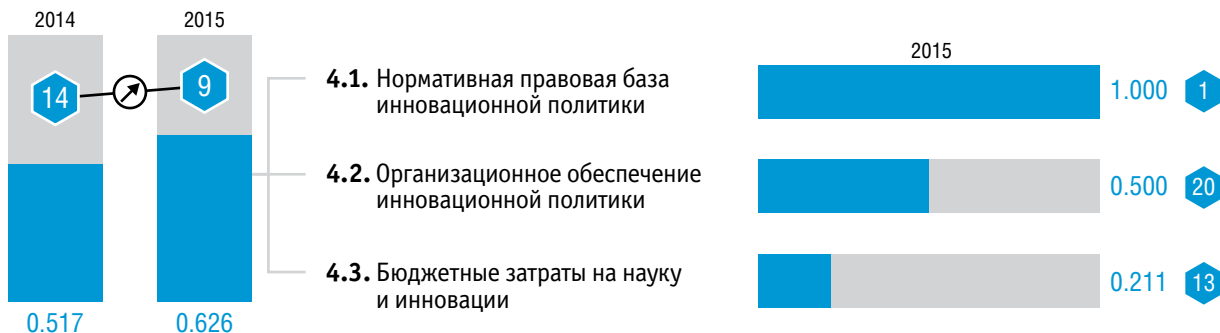 2014
2015
14
9
0.517
0.626
4.1. Нормативная правовая база
инновационной политики
4.2. Организационное обеспечение
инновационной политики
4.3. Бюджетные затраты на науку
и инновации
2015
1.000 1
0.500 20
0.211 13